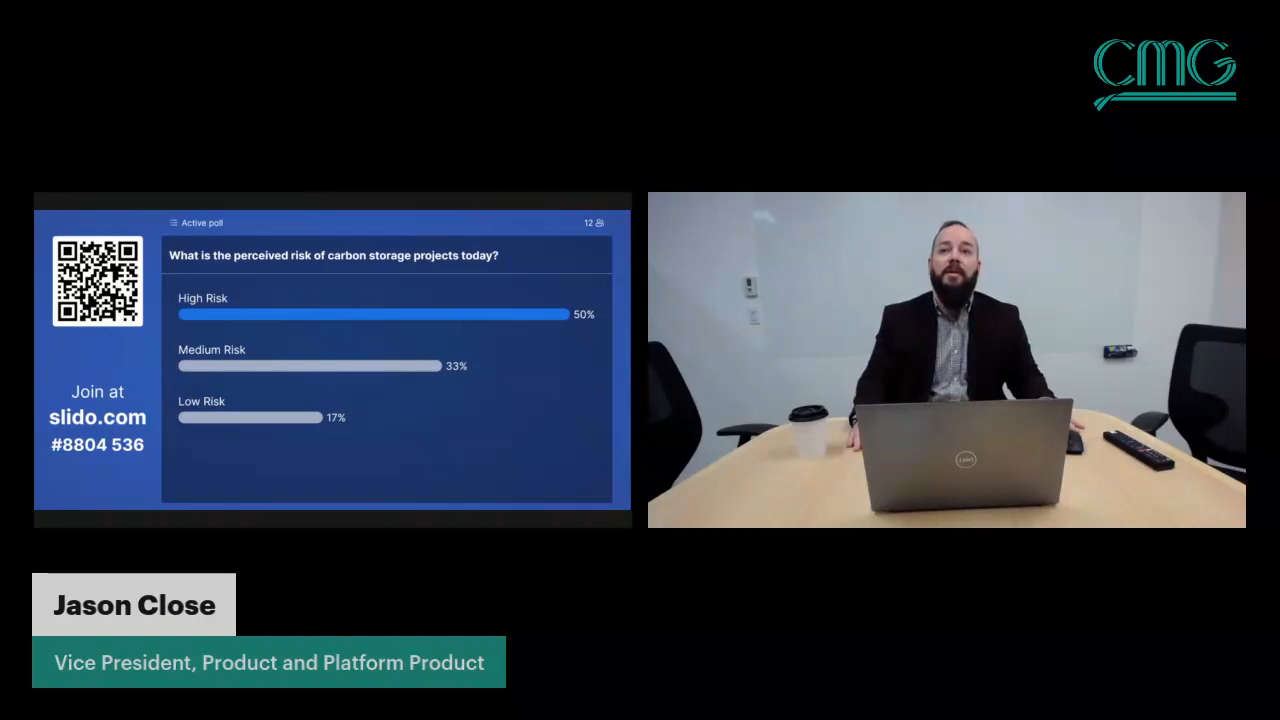 CMG
Active poll
12
What is the perceived risk of carbon storage projects today?
High Risk
50%
Medium Risk
33%
Low Risk
17%
Join at
slido.com
#8804 536
DELL
Jason Close
Vice President, Product and Platform Product